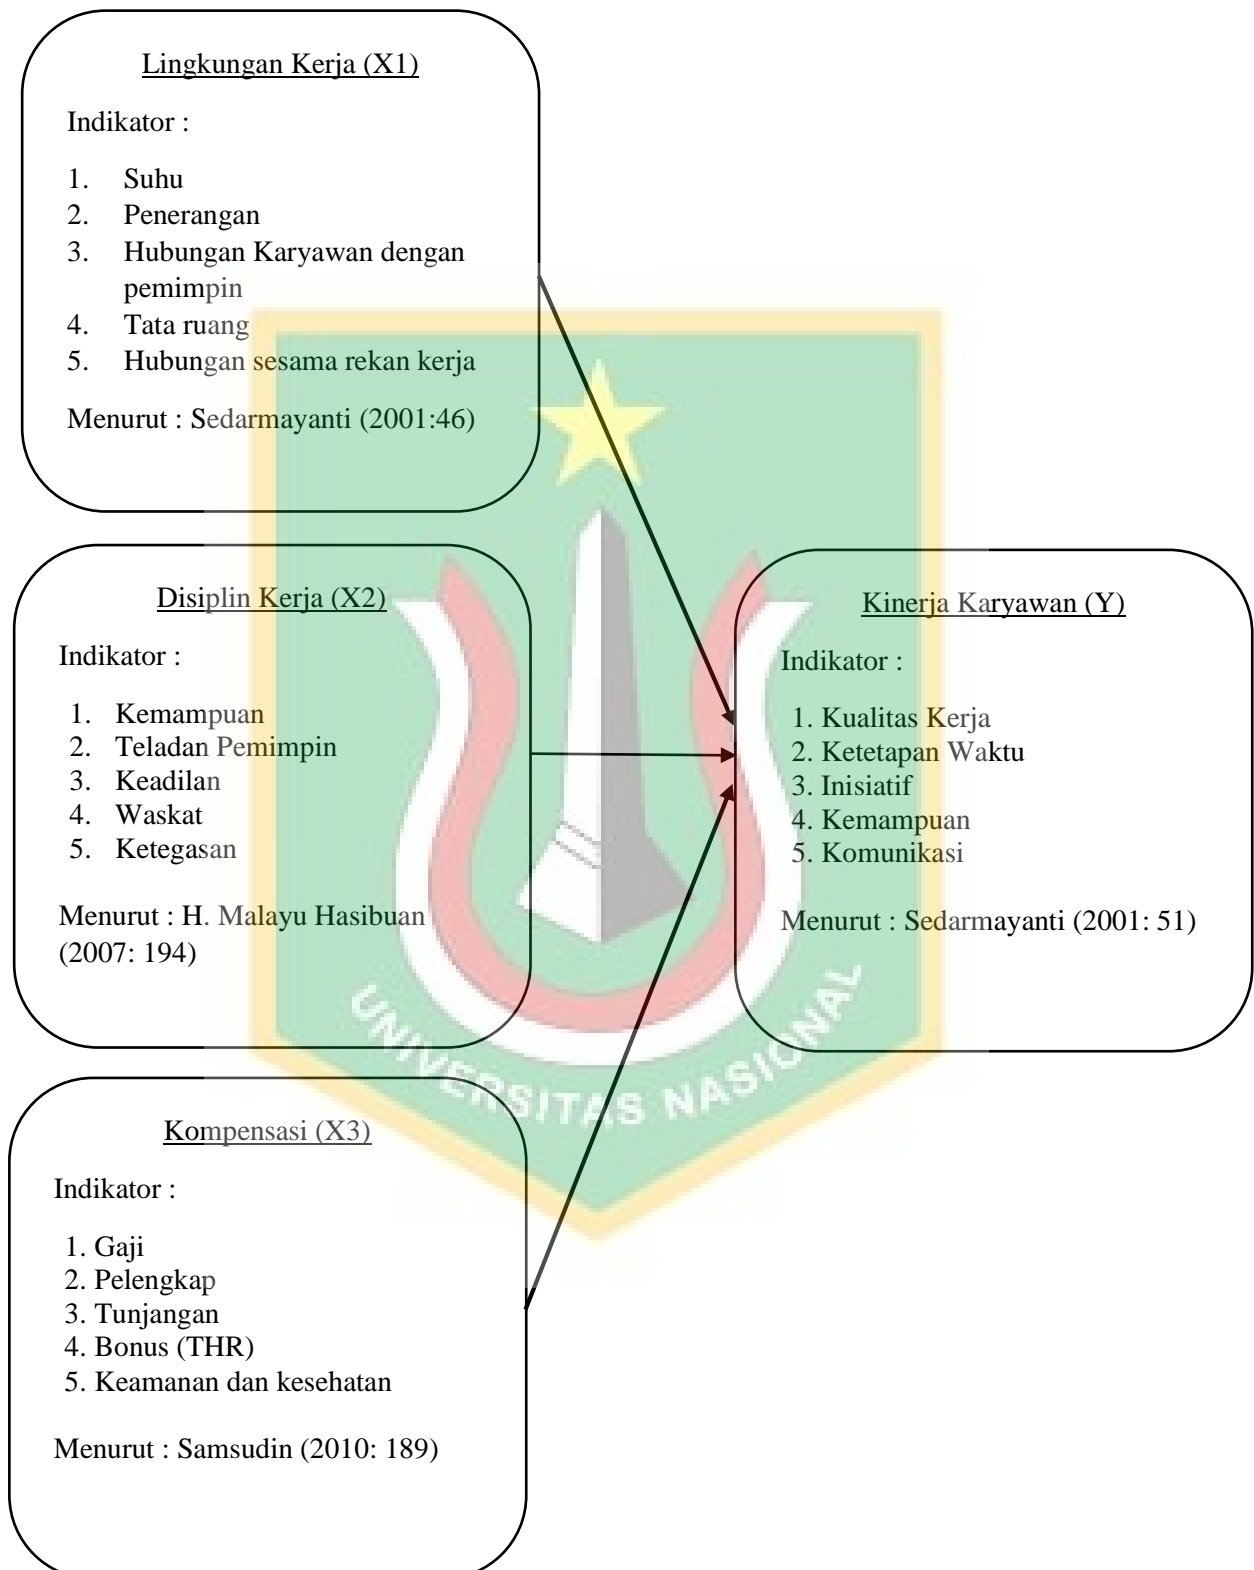 Lingkungan Kerja (X1)
Indikator :
1. Suhu
2. Penerangan
3. Hubungan Karyawan dengan
pemimpin
4. Tata ruang
5. Hubungan sesama rekan kerja
Menurut : Sedarmayanti (2001:46)
Disiplin Kerja (X2)
Indikator :
1. Kemampuan
2. Teladan Pemimpin
3. Keadilan
4. Waskat
5. Ketegasan
Menurut : H. Malayu Hasibuan
(2007: 194)
Kinerja Karyawan (Y)
Indikator :
1. Kualitas Kerja
2. Ketetapan Waktu
3. Inisiatif
4. Kemampuan
5. Komunikasi
Menurut : Sedarmayanti (2001: 51)
Kompensasi (X3)
Indikator :
1. Gaji
2. Pelengkap
3. Tunjangan
4. Bonus (THR)
5. Keamanan dan kesehatan
Menurut : Samsudin (2010: 189)
UNIVERSITAS NASIONAL